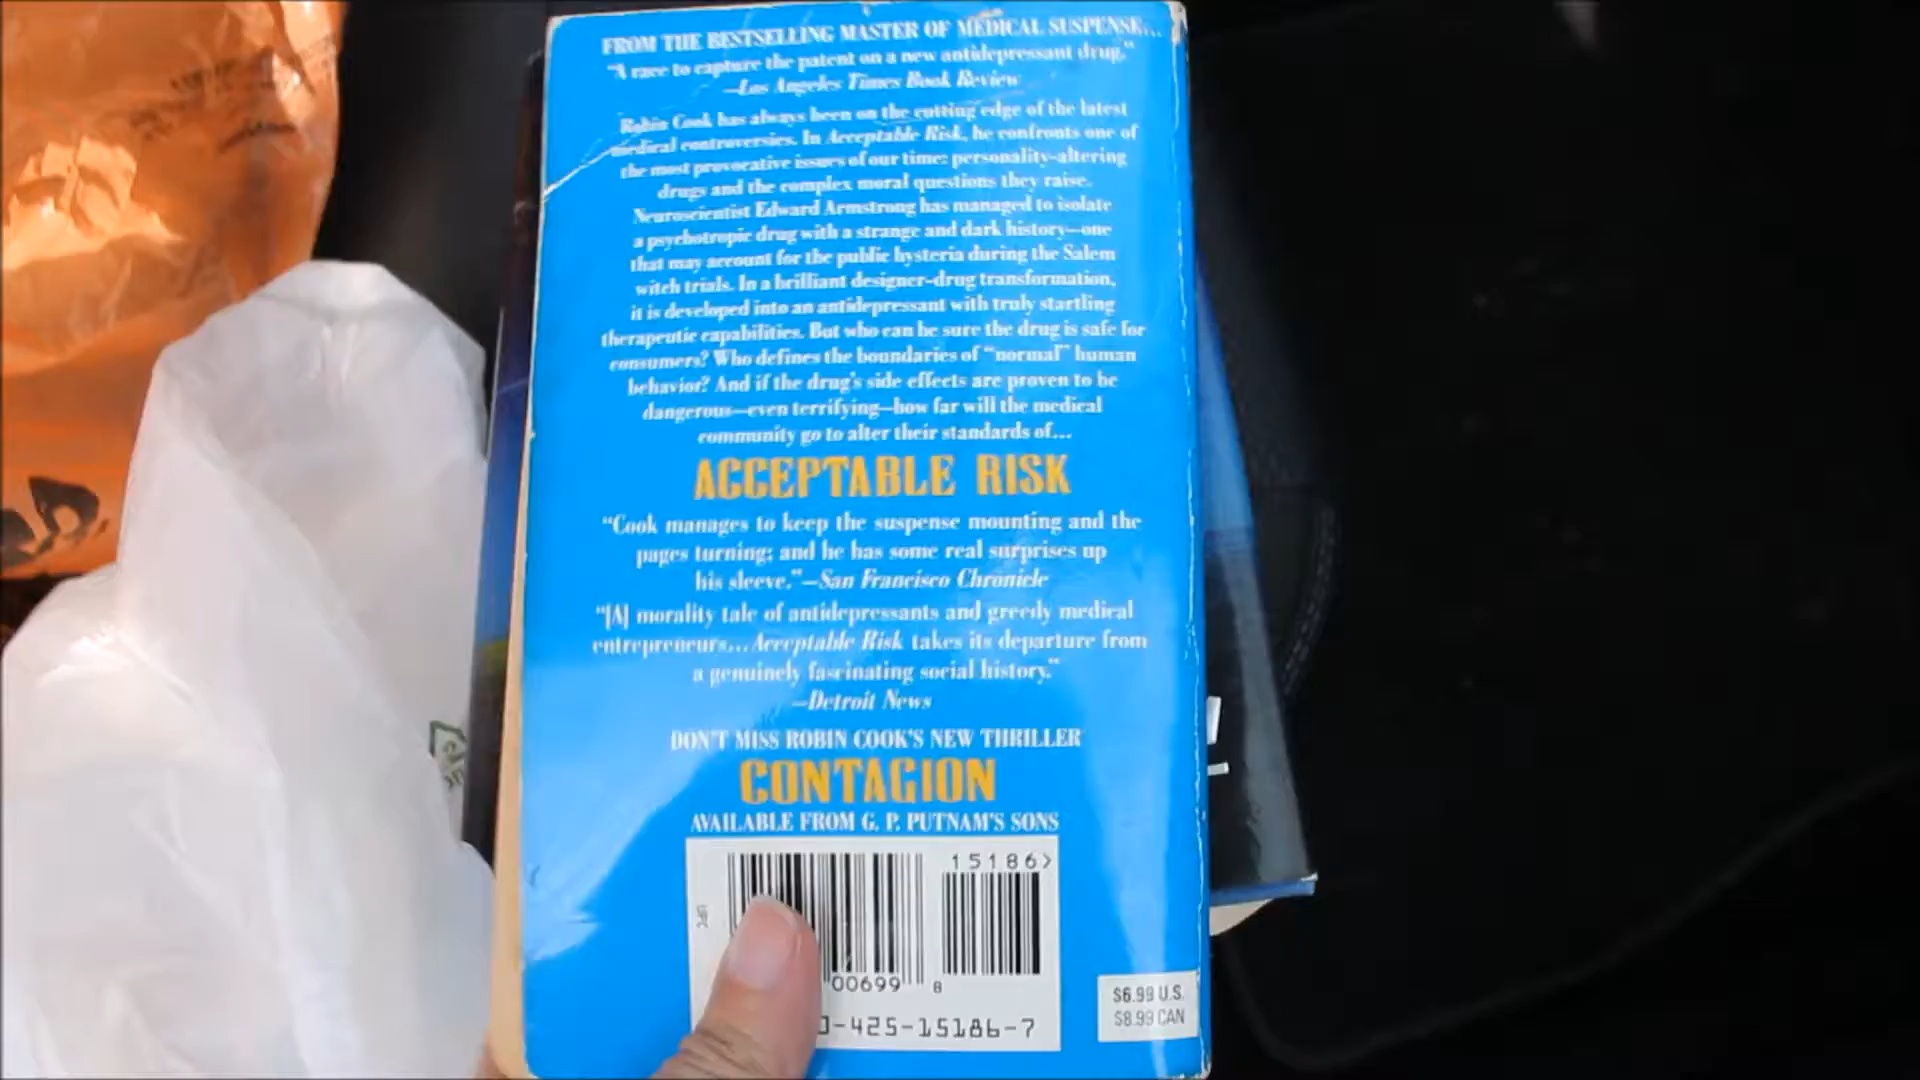 FROM THE BESTSELLING MASTER OF MEDICAL SUSPENSE...
"A race to capture the patent on a new antidepressant drug."
—Los Angeles Times Book Review
Robin Cook has always been on the cutting edge of the latest
medical controversies. In Acceptable Risk, he confronts one of
the most provocative issues of our time: personality-altering
drugs and the complex moral questions they raise.
Neuroscientist Edward Armstrong has managed to isolate
a psychotropic drug with a strange and dark history—one
that may account for the public hysteria during the Salem
witch trials. In a brilliant designer-drug transformation,
it is developed into an antidepressant with truly startling
therapeutic capabilities. But who can be sure the drug is safe for
consumers? Who defines the boundaries of "normal" human
behavior? And if the drug's side effects are proven to be
dangerous—even terrifying—how far will the medical
community go to alter their standards of...
ACCEPTABLE RISK
"Cook manages to keep the suspense mounting and the
pages turning; and he has some real surprises up
his sleeve."—San Francisco Chronicle
"[A] morality tale of antidepressants and greedy medical
entrepreneurs...Acceptable Risk takes its departure from
a genuinely fascinating social history."
—Detroit News
DON'T MISS ROBIN COOK'S NEW THRILLER
CONTAGION
AVAILABLE FROM G. P. PUTNAM'S SONS
15186>
UPC
00699 8
0-425-15186-7
$6.99 U.S.
$8.99 CAN